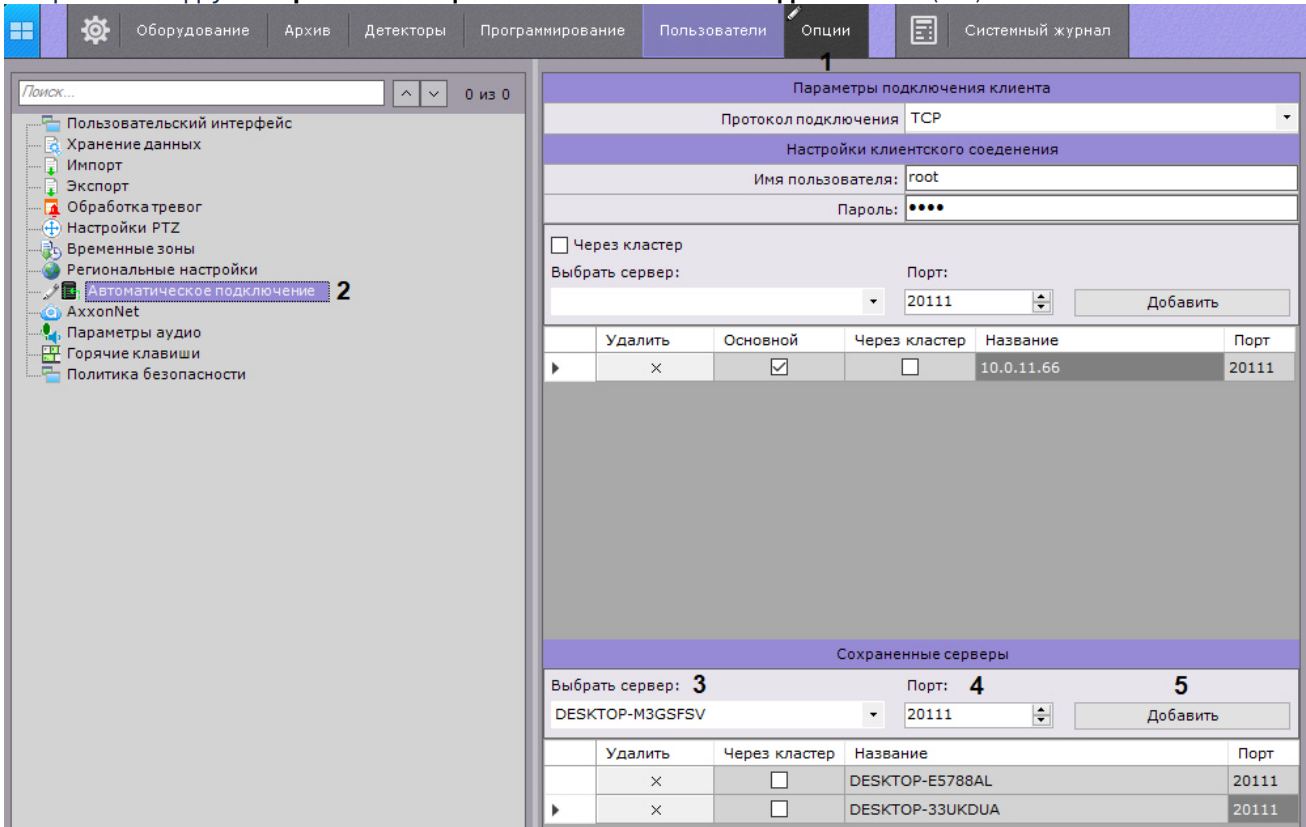 Оборудование Архив Детекторы Программирование Пользователи Опции Системный журнал
1
Поиск... 0 из 0
Пользовательский интерфейс
Хранение данных
Импорт
Экспорт
Обработка тревог
Настройки PTZ
Временные зоны
Региональные настройки
Автоматическое подключение 2
AxxonNet
Параметры аудио
Горячие клавиши
Политика безопасности
Параметры подключения клиента
Протокол подключения TCP
Настройки клиентского соеденения
Имя пользователя: root
Пароль: ••••
Через кластер
Выбрать сервер: Порт:
20111 Добавить
Удалить Основной Через кластер Название Порт
10.0.11.66 20111
Сохраненные серверы
Выбрать сервер: 3 Порт: 4 5
DESKTOP-M3GSFSV 20111 Добавить
Удалить Через кластер Название Порт
DESKTOP-E5788AL 20111
DESKTOP-33UKDUA 20111